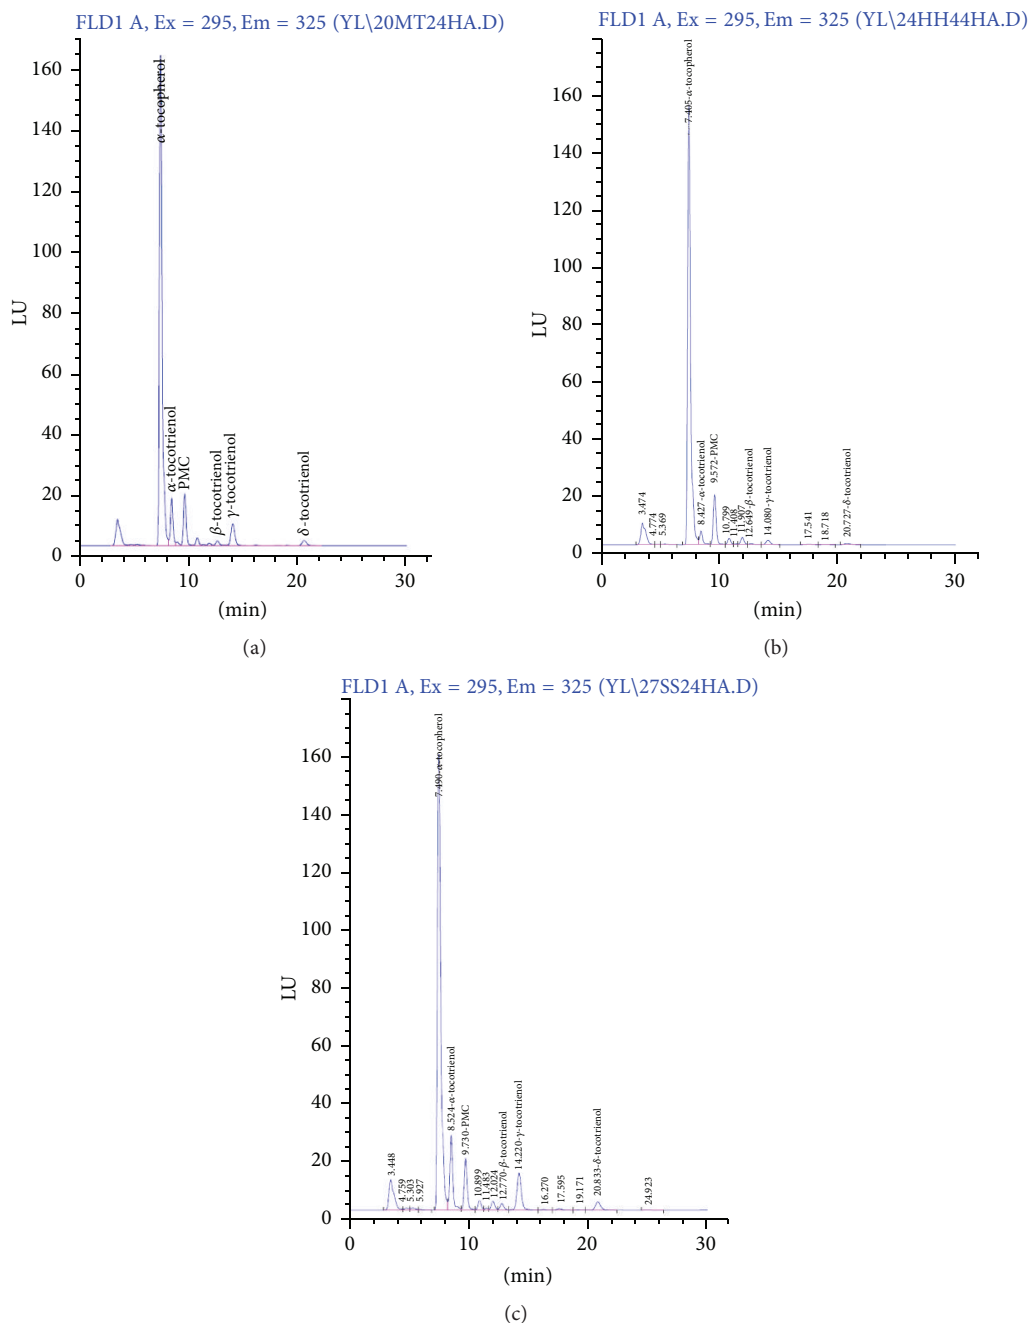 FLD1 A, Ex = 295, Em = 325 (YL\20MT24HA.D)
160
140
120
100
80
60
40
20
0
LU
α-tocopherol
α-tocotrienol
PMC
β-tocotrienol
γ-tocotrienol
δ-tocotrienol
0 10 20 30
(min)
(a)
FLD1 A, Ex = 295, Em = 325 (YL\24HH44HA.D)
160
140
120
100
80
60
40
20
0
LU
3.474
4.774
5.369
7.405-α-tocopherol
8.427-α-tocotrienol
9.572-PMC
10.799
11.408
11.907
12.649-β-tocotrienol
14.080-γ-tocotrienol
17.541
18.718
20.727-δ-tocotrienol
0 10 20 30
(min)
(b)
FLD1 A, Ex = 295, Em = 325 (YL\27SS24HA.D)
160
140
120
100
80
60
40
20
0
LU
3.448
4.759
5.303
5.927
7.490-α-tocopherol
8.524-α-tocotrienol
9.730-PMC
10.899
11.483
12.024
12.770-β-tocotrienol
14.220-γ-tocotrienol
16.270
17.595
19.171
20.833-δ-tocotrienol
24.923
0 10 20 30
(min)
(c)